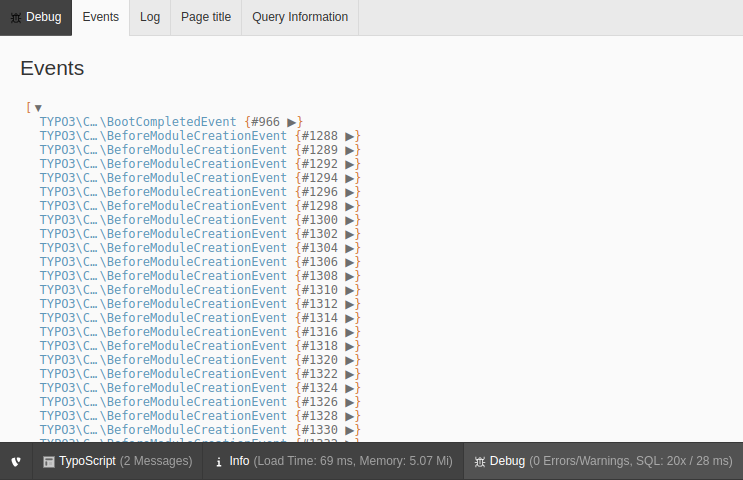 Debug Events Log Page title Query Information
Events
[ ▼
TYPO3\C…\BootCompletedEvent {#966 ▶}
TYPO3\C…\BeforeModuleCreationEvent {#1288 ▶}
TYPO3\C…\BeforeModuleCreationEvent {#1289 ▶}
TYPO3\C…\BeforeModuleCreationEvent {#1292 ▶}
TYPO3\C…\BeforeModuleCreationEvent {#1294 ▶}
TYPO3\C…\BeforeModuleCreationEvent {#1296 ▶}
TYPO3\C…\BeforeModuleCreationEvent {#1298 ▶}
TYPO3\C…\BeforeModuleCreationEvent {#1300 ▶}
TYPO3\C…\BeforeModuleCreationEvent {#1302 ▶}
TYPO3\C…\BeforeModuleCreationEvent {#1304 ▶}
TYPO3\C…\BeforeModuleCreationEvent {#1306 ▶}
TYPO3\C…\BeforeModuleCreationEvent {#1308 ▶}
TYPO3\C…\BeforeModuleCreationEvent {#1310 ▶}
TYPO3\C…\BeforeModuleCreationEvent {#1312 ▶}
TYPO3\C…\BeforeModuleCreationEvent {#1314 ▶}
TYPO3\C…\BeforeModuleCreationEvent {#1316 ▶}
TYPO3\C…\BeforeModuleCreationEvent {#1318 ▶}
TYPO3\C…\BeforeModuleCreationEvent {#1320 ▶}
TYPO3\C…\BeforeModuleCreationEvent {#1322 ▶}
TYPO3\C…\BeforeModuleCreationEvent {#1324 ▶}
TYPO3\C…\BeforeModuleCreationEvent {#1326 ▶}
TYPO3\C…\BeforeModuleCreationEvent {#1328 ▶}
TYPO3\C…\BeforeModuleCreationEvent {#1330 ▶}
TYPO3\C…\BeforeModuleCreationEvent
TypoScript (2 Messages) Info (Load Time: 69 ms, Memory: 5.07 Mi) Debug (0 Errors/Warnings, SQL: 20x / 28 ms)